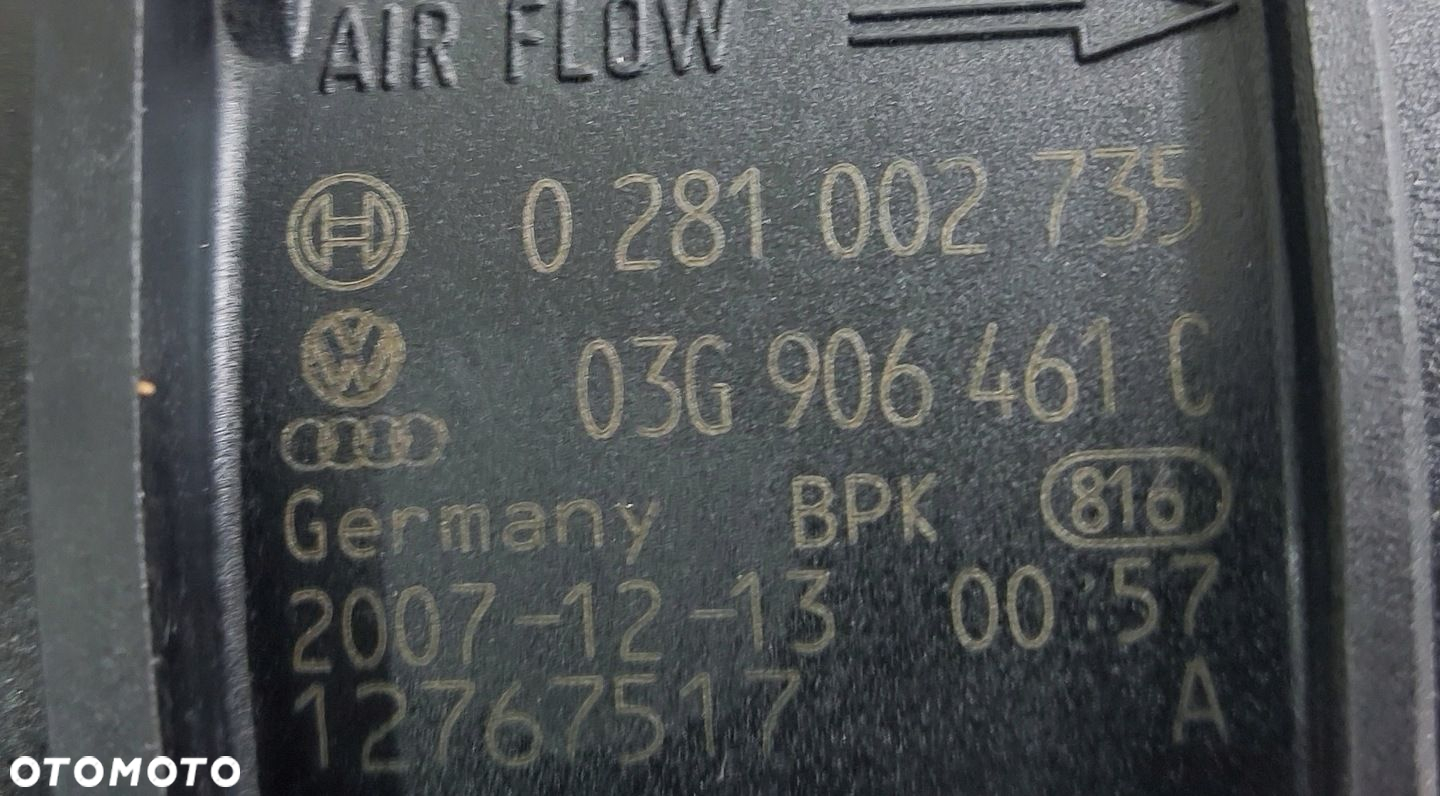 AIR FLOW
0 281 002 735
03G 906 461 C
Germany BPK 816
2007-12-13 00:57
12767517 A
OTOMOTO